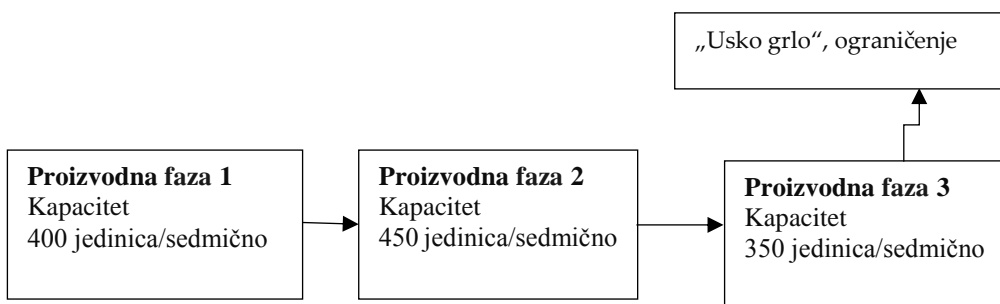 „Usko grlo“, ograničenje
Proizvodna faza 1
Kapacitet
400 jedinica/sedmično
Proizvodna faza 2
Kapacitet
450 jedinica/sedmično
Proizvodna faza 3
Kapacitet
350 jedinica/sedmično